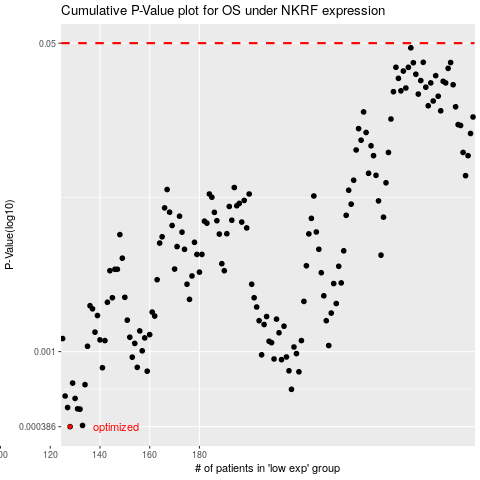 Cumulative P-Value plot for OS under NKRF expression
P-Value(log10)
0.05
0.001
0.000386
optimized
00
120
140
160
180
# of patients in 'low exp' group